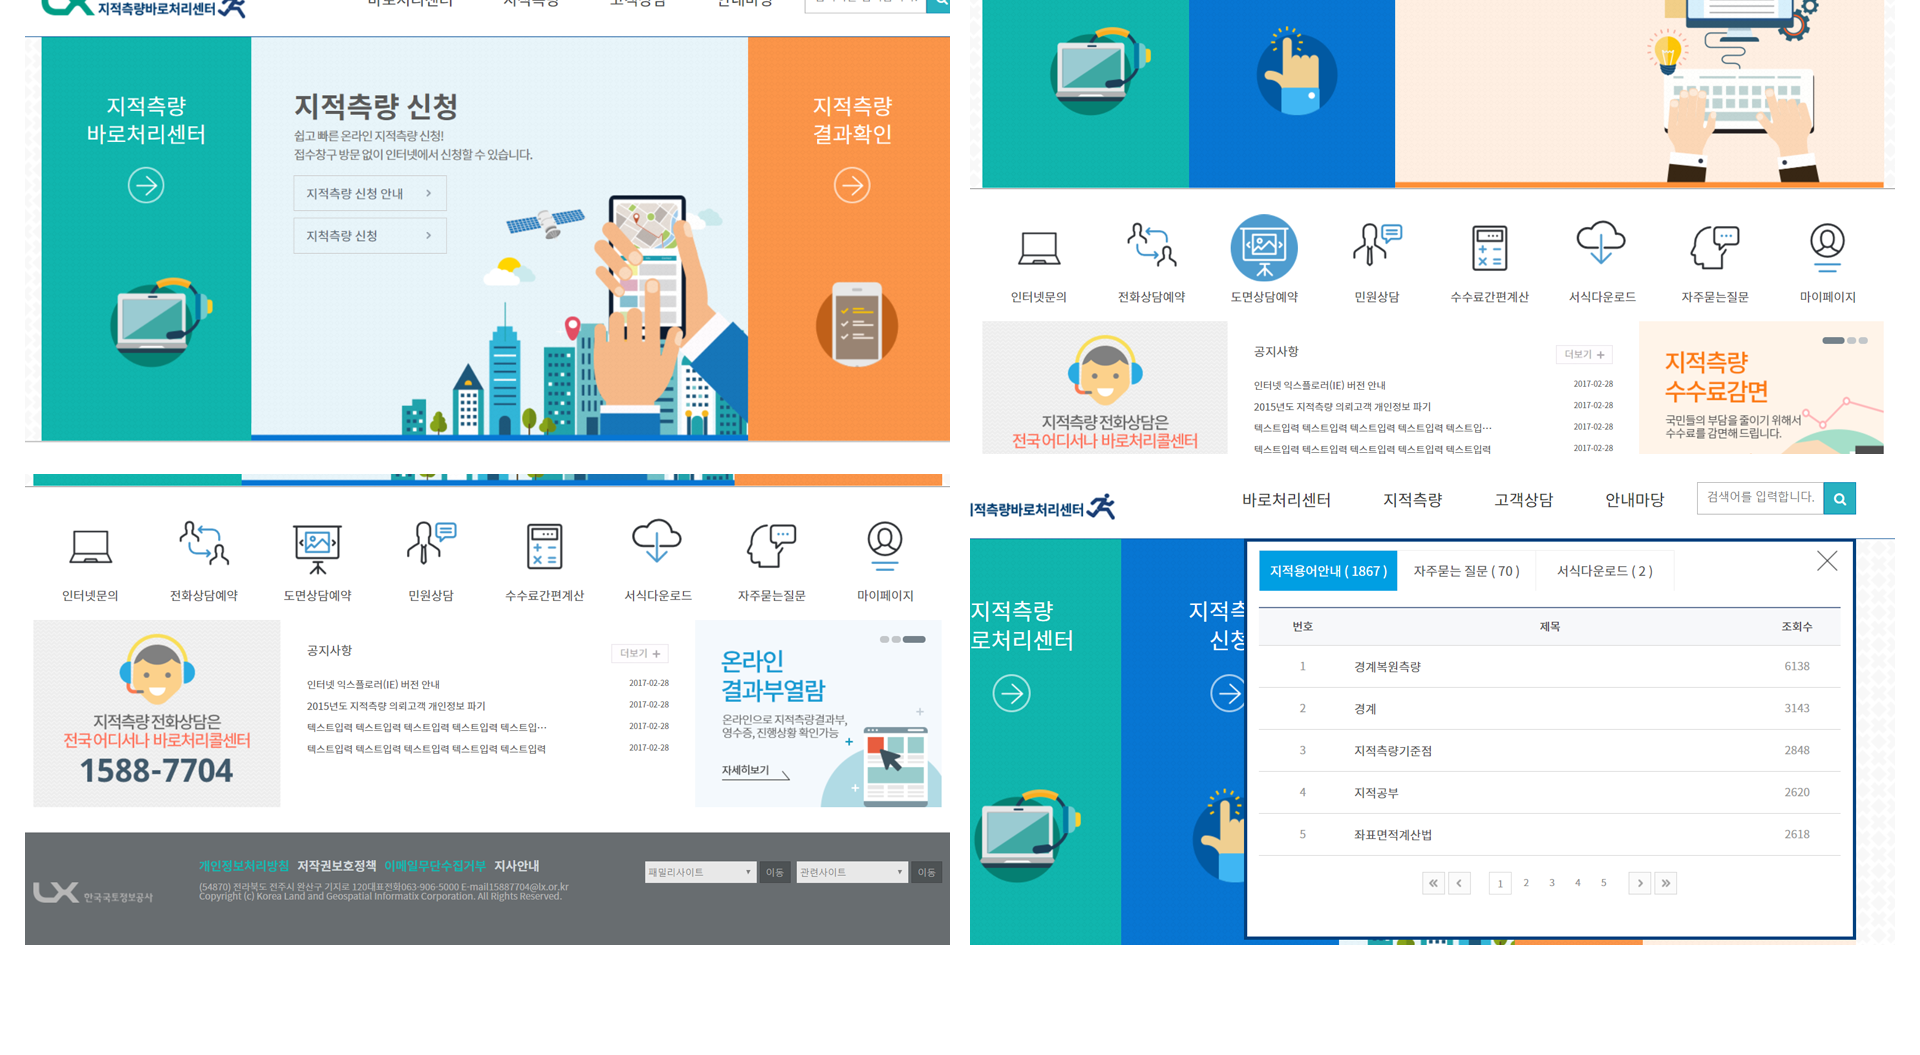 지적측량바로처리센터
지적측량
바로처리센터
지적측량 신청
쉽고 빠른 온라인 지적측량 신청!
접수창구 방문 없이 인터넷에서 신청할 수 있습니다.
지적측량 신청 안내
지척측량 신청
지적측량
결과확인
인터넷문의
전화상담예약
도면상담예약
민원상담
수수료간편계산
서식다운로드
자주묻는질문
마이페이지
지적측량 전화상담은
전국 어디서나 바로처리콜센터
공지사항
더보기 +
인터넷 익스플로러(IE) 버전 안내 2017-02-28
2015년도 지적측량 의뢰고객 개인정보 파기 2017-02-28
텍스트입력 텍스트입력 텍스트입력 텍스트입력 텍스트입··· 2017-02-28
텍스트입력 텍스트입력 텍스트입력 텍스트입력 텍스트입력 2017-02-28
지적측량
수수료감면
국민들의 부담을 줄이기 위해서
수수료를 감면해 드립니다.
인터넷문의
전화상담예약
도면상담예약
민원상담
수수료간편계산
서식다운로드
자주묻는질문
마이페이지
지적측량 전화상담은
전국 어디서나 바로처리콜센터
1588-7704
공지사항
더보기 +
인터넷 익스플로러(IE) 버전 안내 2017-02-28
2015년도 지적측량 의뢰고객 개인정보 파기 2017-02-28
텍스트입력 텍스트입력 텍스트입력 텍스트입력 텍스트입··· 2017-02-28
텍스트입력 텍스트입력 텍스트입력 텍스트입력 텍스트입력 2017-02-28
온라인
결과부열람
온라인으로 지적측량결과부,
영수증, 진행상황 확인가능
자세히보기
개인정보처리방침 저작권보호정책 이메일무단수집거부 지사안내
(54870) 전라북도 전주시 완산구 기지로 120대표전화063-906-5000 E-mail15887704@lx.or.kr
Copyright (c) Korea Land and Geospatial Informatix Corporation. All Rights Reserved.
LX 한국국토정보공사
패밀리사이트 이동 관련사이트 이동
지적측량바로처리센터
바로처리센터 지적측량 고객상담 안내마당
검색어를 입력합니다.
지적측량
로처리센터
지적측
신청
지적용어안내 ( 1867 ) 자주묻는 질문 ( 70 ) 서식다운로드 ( 2 )
번호 제목 조회수
1 경계복원측량 6138
2 경계 3143
3 지적측량기준점 2848
4 지적공부 2620
5 좌표면적계산법 2618
« ‹ 1 2 3 4 5 › »